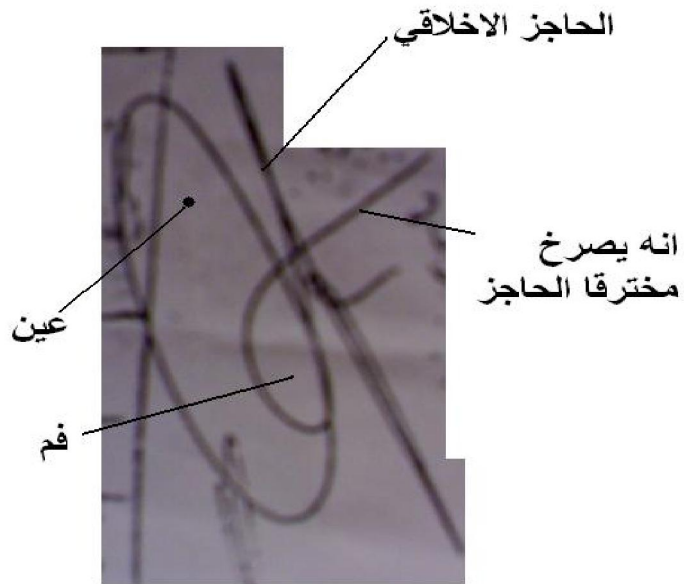 الحاجز الاخلاقي
انه يصرخ
مخترقا الحاجز
عين
فم